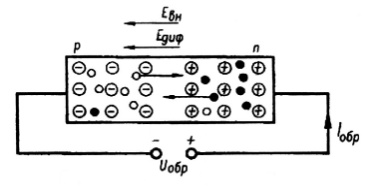 Eвн
Eдиф
p n
− − − + + +
− − − + + +
− − − + + +
Iобр
− +
Uобр